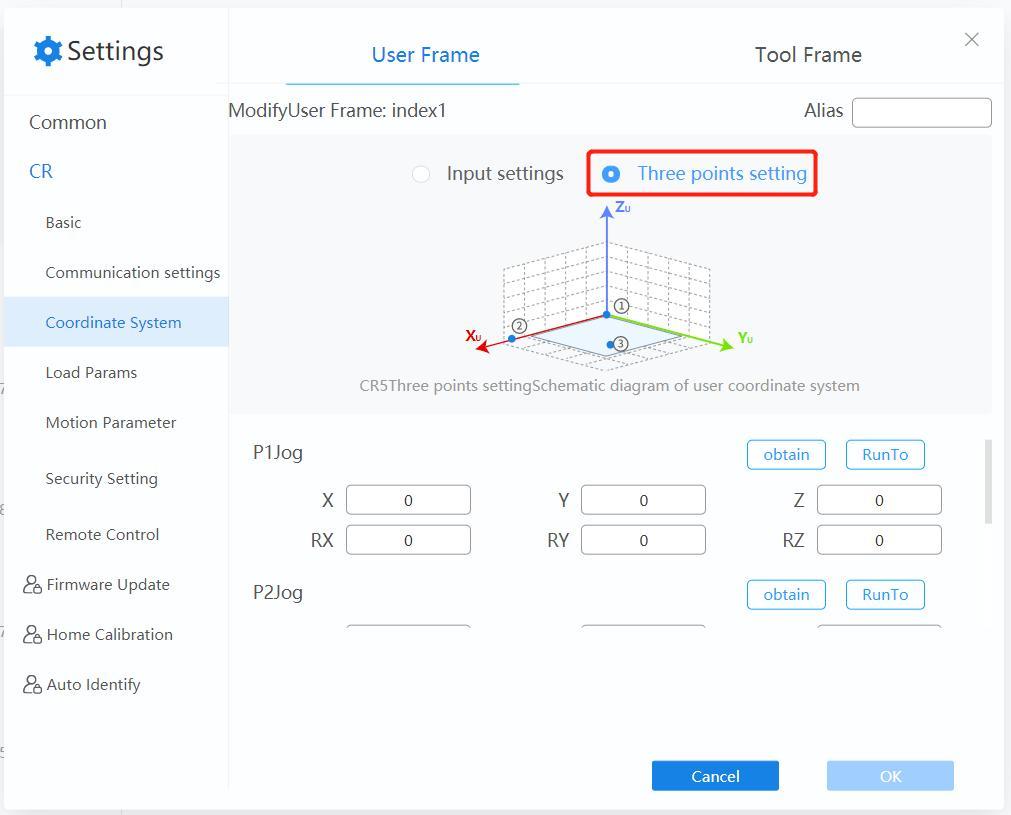 Settings
User Frame
Tool Frame
ModifyUser Frame: index1
Alias
Common
CR
Basic
Communication settings
Coordinate System
Load Params
Motion Parameter
Security Setting
Remote Control
Firmware Update
Home Calibration
Auto Identify
Input settings
Three points setting
ZU
①
②
③
XU
YU
CR5Three points settingSchematic diagram of user coordinate system
P1Jog
obtain
RunTo
X 0 Y 0 Z 0
RX 0 RY 0 RZ 0
P2Jog
obtain
RunTo
Cancel
OK